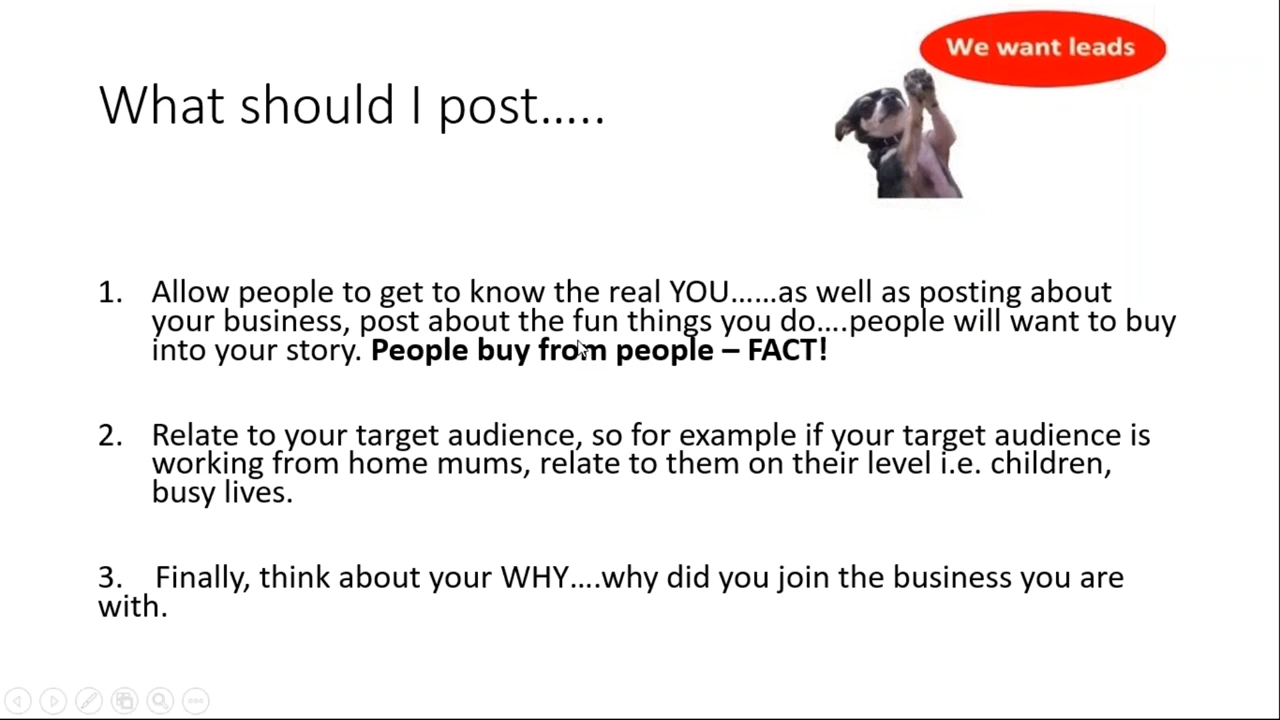 We want leads
What should I post.....
1. Allow people to get to know the real YOU......as well as posting about
your business, post about the fun things you do....people will want to buy
into your story. People buy from people – FACT!
2. Relate to your target audience, so for example if your target audience is
working from home mums, relate to them on their level i.e. children,
busy lives.
3. Finally, think about your WHY....why did you join the business you are
with.